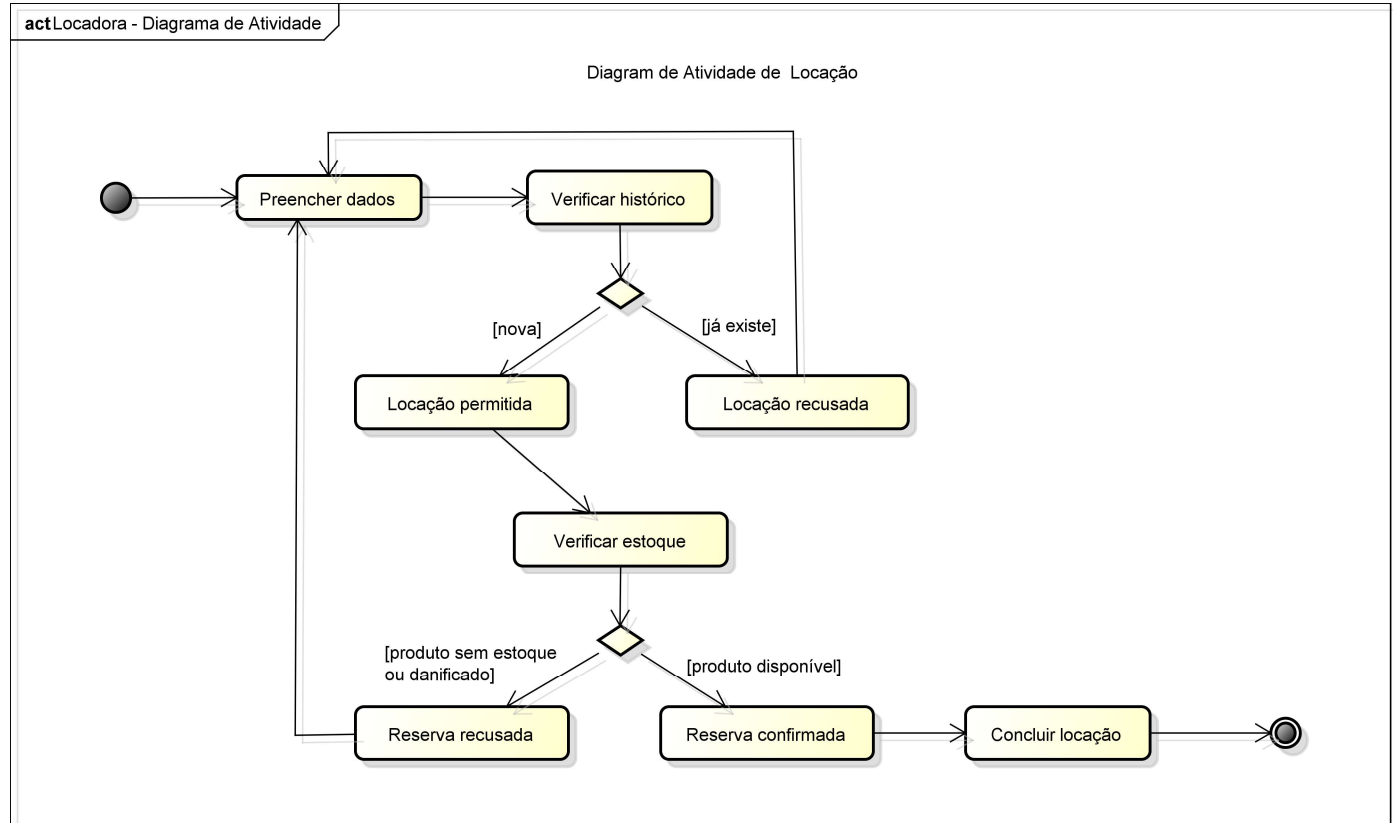 act Locadora - Diagrama de Atividade
Diagram de Atividade de Locação
Preencher dados
Verificar histórico
[nova]
[já existe]
Locação permitida
Locação recusada
Verificar estoque
[produto sem estoque
ou danificado]
[produto disponível]
Reserva recusada
Reserva confirmada
Concluir locação